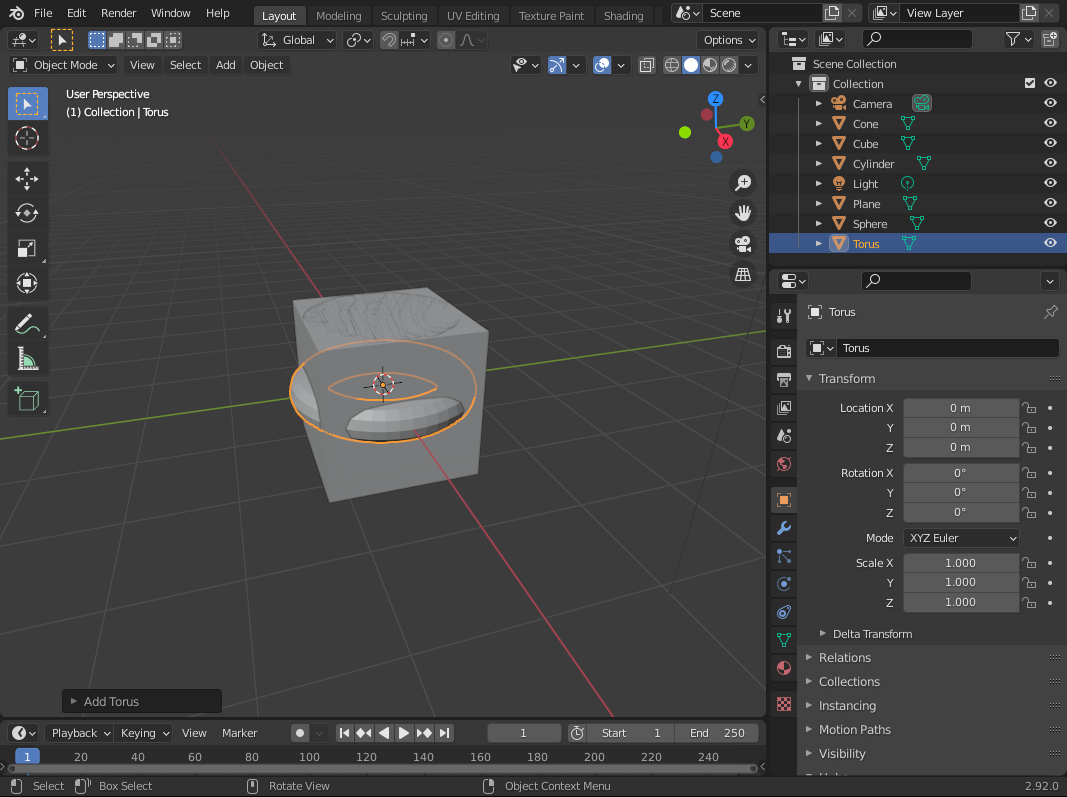 File Edit Render Window Help Layout Modeling Sculpting UV Editing Texture Paint Shading Scene View Layer
Global Options
Object Mode View Select Add Object
User Perspective
(1) Collection | Torus
Z
Y
X
Add Torus
Scene Collection
Collection
Camera
Cone
Cube
Cylinder
Light
Plane
Sphere
Torus
Torus
Torus
Transform
Location X 0 m
Y 0 m
Z 0 m
Rotation X 0°
Y 0°
Z 0°
Mode XYZ Euler
Scale X 1.000
Y 1.000
Z 1.000
Delta Transform
Relations
Collections
Instancing
Motion Paths
Visibility
Playback Keying View Marker 1 Start 1 End 250
1 20 40 60 80 100 120 140 160 180 200 220 240
Select Box Select Rotate View Object Context Menu 2.92.0